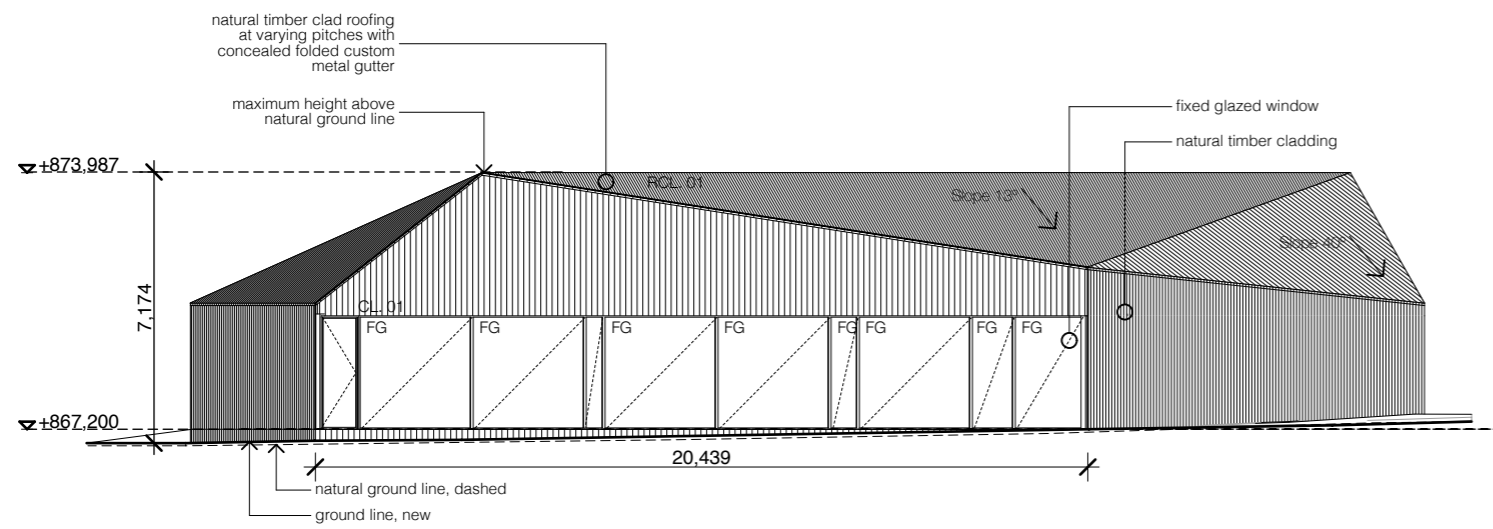 natural timber clad roofing
at varying pitches with
concealed folded custom
metal gutter
maximum height above
natural ground line
fixed glazed window
natural timber cladding
+873,987
RCL. 01
Slope 13º
Slope 40º
7,174
CL. 01
FG
FG
FG
FG
FG
FG
FG
FG
+867,200
20,439
natural ground line, dashed
ground line, new